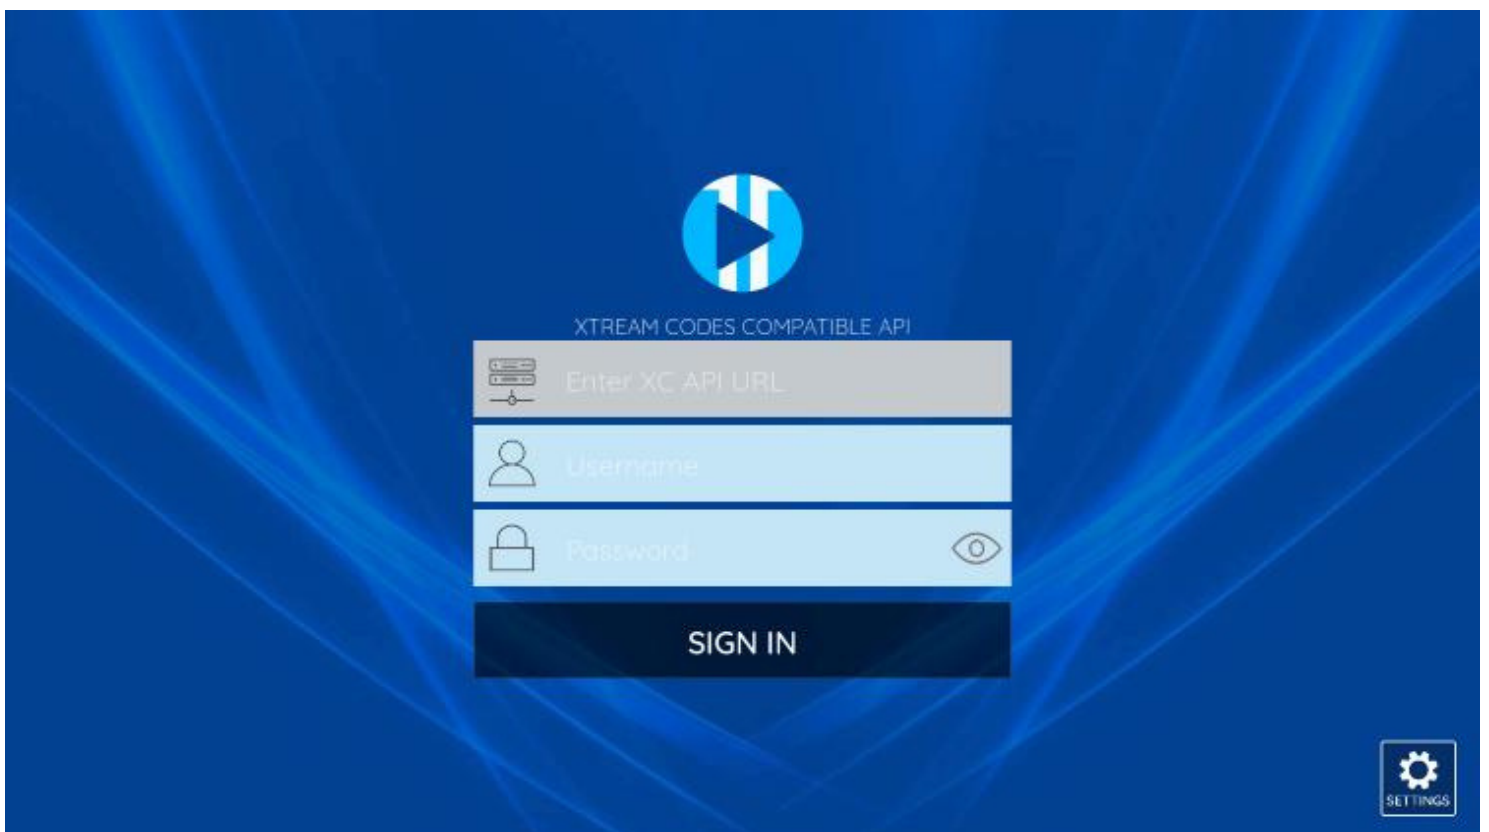 XTREAM CODES COMPATIBLE API
Enter XC API URL
Username
Password
SIGN IN
SETTINGS